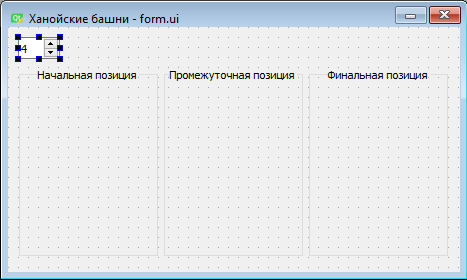 Ханойские башни - form.ui
4
Начальная позиция Промежуточная позиция Финальная позиция